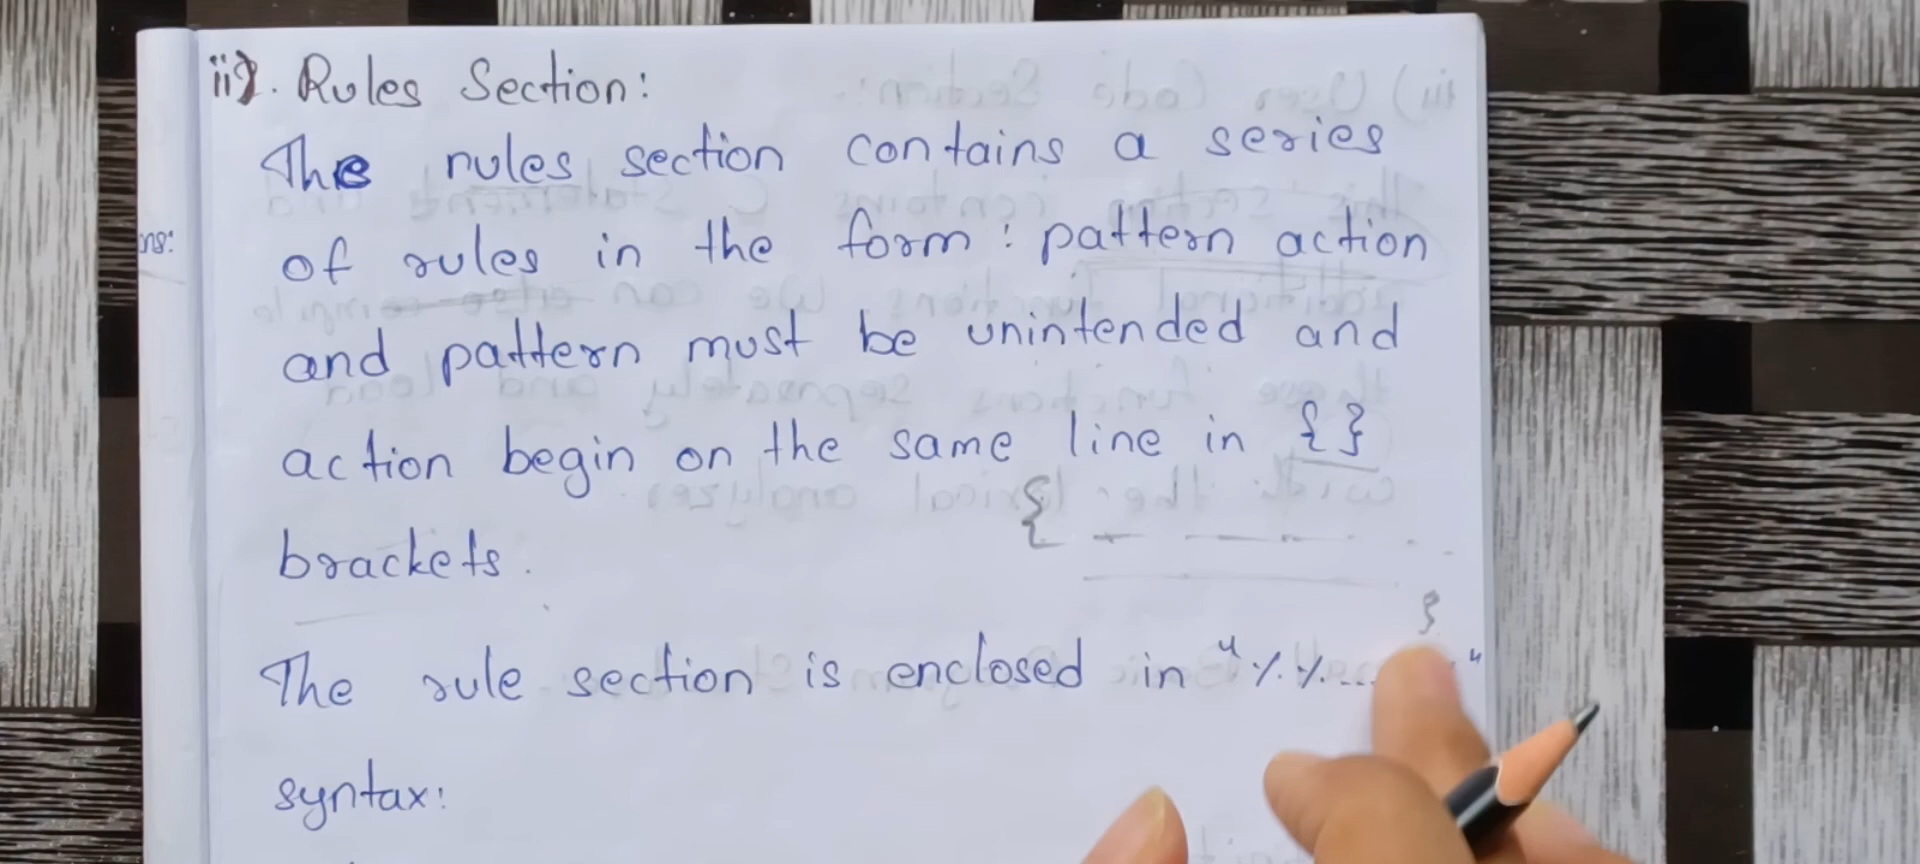 ii). Rules Section:
The rules section contains a series
of rules in the form : pattern action
ns:
and pattern must be unintended and
action begin on the same line in { }
{
brackets.
}
The rule section is enclosed in "%%... "
syntax: